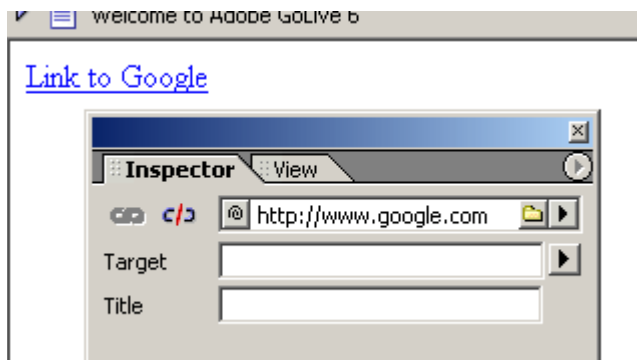 Welcome to Adobe GoLive 6
Link to Google
Inspector View
http://www.google.com
Target
Title